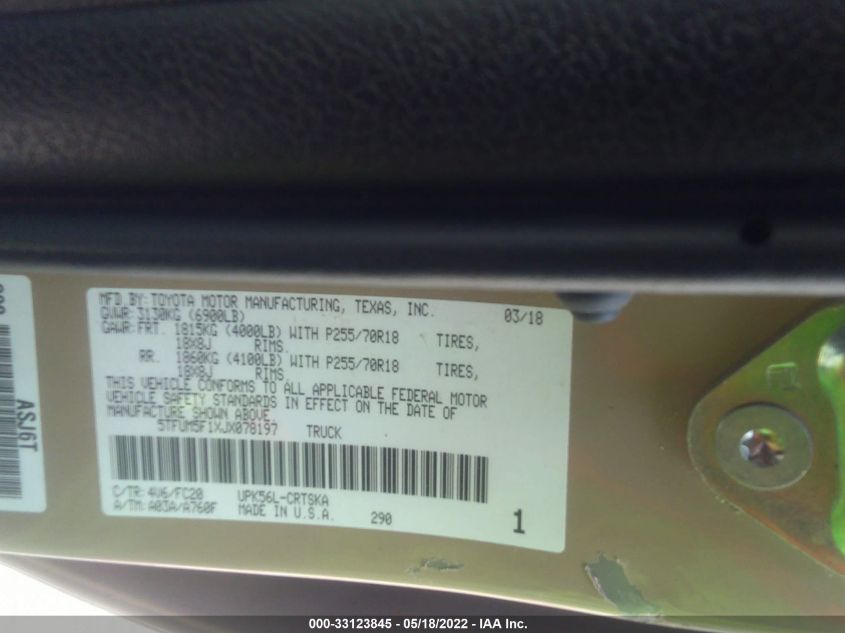 MFD.BY:TOYOTA MOTOR MANUFACTURING, TEXAS, INC. 03/18
GVWR:3130KG (6900LB)
GAWR:FRT. 1815KG (4000LB) WITH P255/70R18 TIRES,
18X8J RIMS.
RR. 1860KG (4100LB) WITH P255/70R18 TIRES,
18X8J RIMS.
THIS VEHICLE CONFORMS TO ALL APPLICABLE FEDERAL MOTOR
VEHICLE SAFETY STANDARDS IN EFFECT ON THE DATE OF
MANUFACTURE SHOWN ABOVE
5TFUM5F1XJX078197 TRUCK
C/TR:4V6/FC20 UPK56L-CRTSKA
A/TM:A03A/A760F MADE IN U.S.A. 290 1
ASJ6T
000-33123845 / 05/18/2022 - IAA Inc.